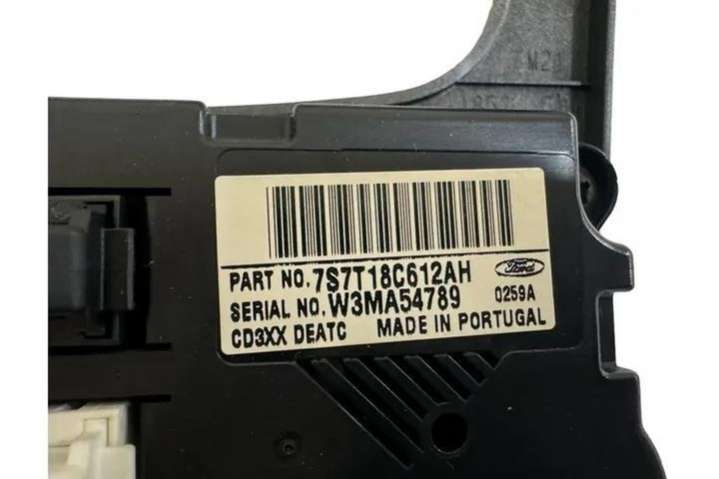 PART NO. 7S7T18C612AH Ford
SERIAL NO. W3MA54789 0259A
CD3XX DEATC MADE IN PORTUGAL